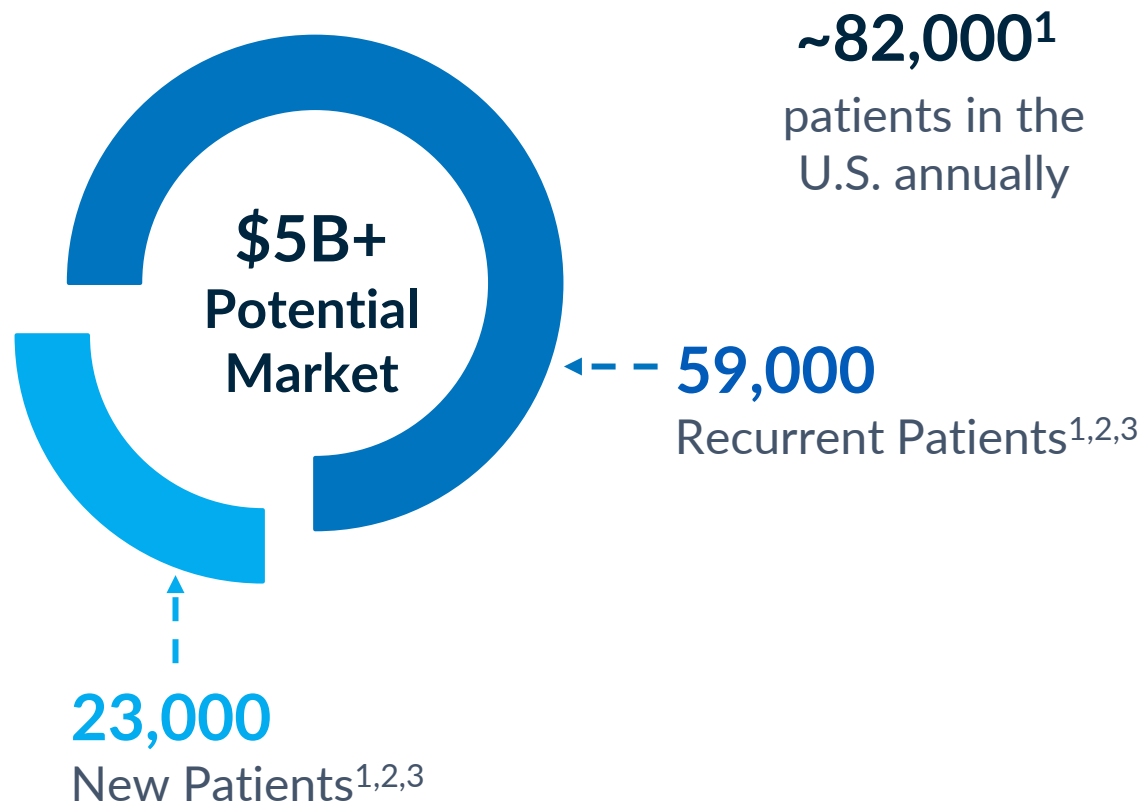 ~82,000¹
patients in the
U.S. annually
$5B+
Potential
Market
59,000
Recurrent Patients¹,²,³
23,000
New Patients¹,²,³